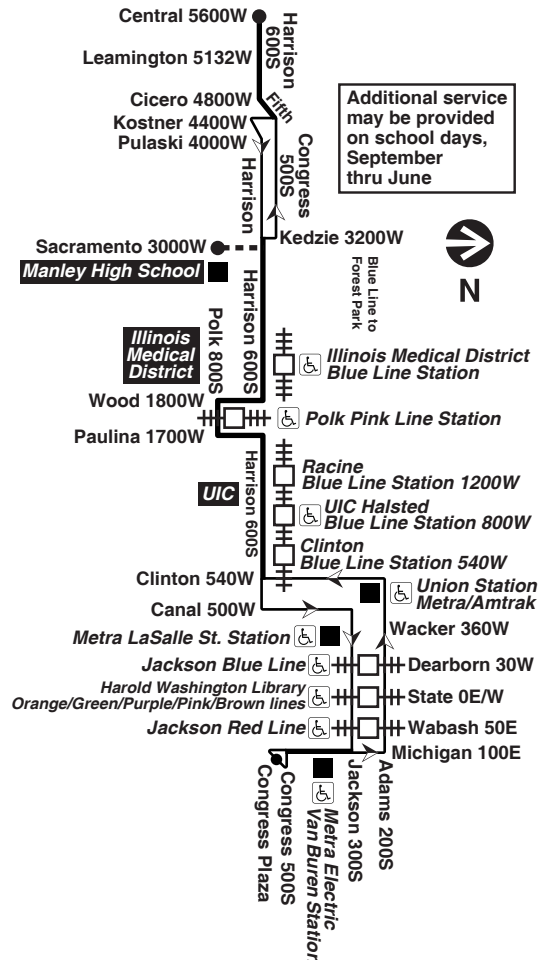 Central 5600W
Harrison
600S
Leamington 5132W
Cicero 4800W
Fifth
Kostner 4400W
Pulaski 4000W
Additional service
may be provided
on school days,
September
thru June
Harrison
Congress
500S
Kedzie 3200W
Sacramento 3000W
Manley High School
N
Blue Line to
Forest Park
Harrison 600S
Polk 800S
Illinois
Medical
District
Illinois Medical District
Blue Line Station
Wood 1800W
Polk Pink Line Station
Paulina 1700W
Harrison 600S
Racine
Blue Line Station 1200W
UIC
UIC Halsted
Blue Line Station 800W
Clinton
Blue Line Station 540W
Clinton 540W
Union Station
Metra/Amtrak
Canal 500W
Wacker 360W
Metra LaSalle St. Station
Jackson Blue Line
Dearborn 30W
Harold Washington Library
Orange/Green/Purple/Pink/Brown lines
State 0E/W
Jackson Red Line
Wabash 50E
Michigan 100E
Adams 200S
Jackson 300S
Metra Electric
Van Buren Station
Congress 500S
Congress Plaza